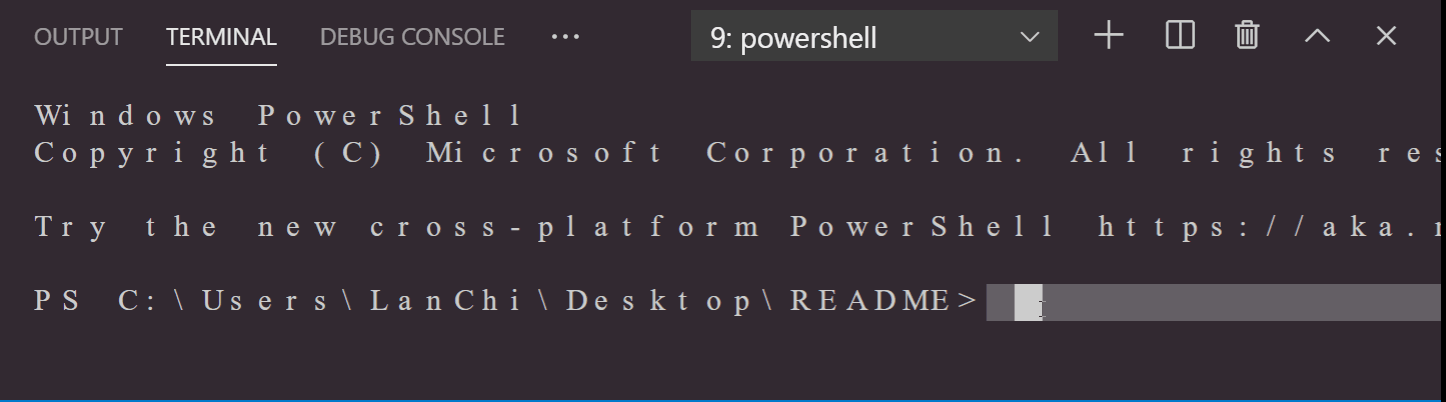 OUTPUT TERMINAL DEBUG CONSOLE ··· 9: powershell
Windows PowerShell
Copyright (C) Microsoft Corporation. All rights
Try the new cross-platform PowerShell https://aka.
PS C:\Users\LanChi\Desktop\README>